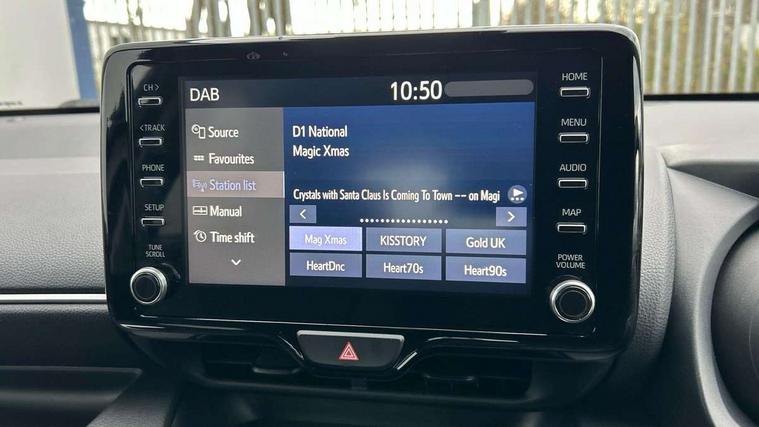 DAB
10:50
CH >
< TRACK
PHONE
SETUP
TUNE
SCROLL
Source
Favourites
Station list
Manual
Time shift
D1 National
Magic Xmas
Crystals with Santa Claus Is Coming To Town -- on Magi
< >
Mag Xmas KISSTORY Gold UK
HeartDnc Heart70s Heart90s
HOME
MENU
AUDIO
MAP
POWER
VOLUME